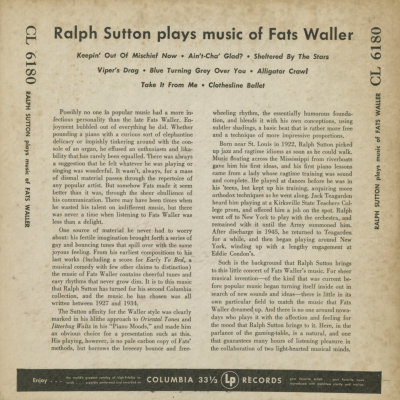 Ralph Sutton plays music of Fats Waller
Keepin' Out Of Mischief Now • Ain't-Cha' Glad? • Sheltered By The Stars
Viper's Drag • Blue Turning Grey Over You • Alligator Crawl
Take It From Me • Clothesline Ballet
CL 6180
RALPH SUTTON plays music of FATS WALLER
Possibly no one in popular music had a more in-
fectious personality than the late Fats Waller. En-
joyment bubbled out of everything he did. Whether
pounding a piano with a curious sort of elephantine
delicacy or impishly tinkering around with the con-
sole of an organ, he effused an enthusiasm and lika-
bility that has rarely been equalled. There was always
a suggestion that he felt whatever he was playing or
singing was wonderful. It wasn't, always, for a mass
of dismal material passes through the repertoire of
any popular artist. But somehow Fats made it seem
better than it was, through the sheer ebullience of
his communication. There may have been times when
he wasted his talent on indifferent music, but there
was never a time when listening to Fats Waller was
less than a delight.
One source of material he never had to worry
about: his fertile imagination brought forth a series of
gay and bouncing tunes that spill over with the same
joyous feeling. From his earliest compositions to his
last works (including a score for Early To Bed, a
musical comedy with few other claims to distinction)
the music of Fats Waller contains cheerful tunes and
easy rhythms that never grow dim. It is to this music
that Ralph Sutton has turned for his second Columbia
collection, and the music he has chosen was all
written between 1927 and 1934.
The Sutton affinity for the Waller style was clearly
marked in his lithe approach to Oriental Tones and
Jitterbug Waltz in his "Piano Moods," and made him
an obvious choice for a presentation such as this.
His playing, however, is no pale carbon copy of Fats'
methods, but borrows the breezy bounce and free-
wheeling rhythm, the essentially humorous founda-
tion, and blends it with his own conceptions, using
subtler shadings, a basic beat that is rather more free
and a technique of more impressive proportions.
Born near St. Louis in 1922, Ralph Sutton picked
up jazz and ragtime idioms as soon as he could walk.
Music floating across the Mississippi from riverboats
gave him his first ideas, and his first piano lessons
came from a lady whose ragtime training was sound
and complete. He played at dances before he was in
his 'teens, but kept up his training, acquiring more
orthodox techniques as he went along. Jack Teagarden
heard him playing at a Kirksville State Teachers Col-
lege prom, and offered him a job on the spot. Ralph
went off to New York to play with the orchestra, and
remained with it until the Army summoned him.
After discharge in 1945, he returned to Teagarden
for a while, and then began playing around New
York, winding up with a lengthy engagement at
Eddie Condon's.
Such is the background that Ralph Sutton brings
to this little concert of Fats Waller's music. For sheer
musical invention—of the kind that was current be-
fore popular music began turning itself inside out in
search of new sounds and ideas—there is little in its
own particular field to match the music that Fats
Waller dreamed up. And there is no one around nowa-
days who plays it with the affection and feeling for
the mood that Ralph Sutton brings to it. Here, in the
parlance of the gaming-table, is a natural, and one
that guarantees many hours of listening pleasure in
the collaboration of two light-hearted musical minds.
CL 6180
RALPH SUTTON plays music of FATS WALLER
Enjoy
COLUMBIA 33⅓ LP RECORDS